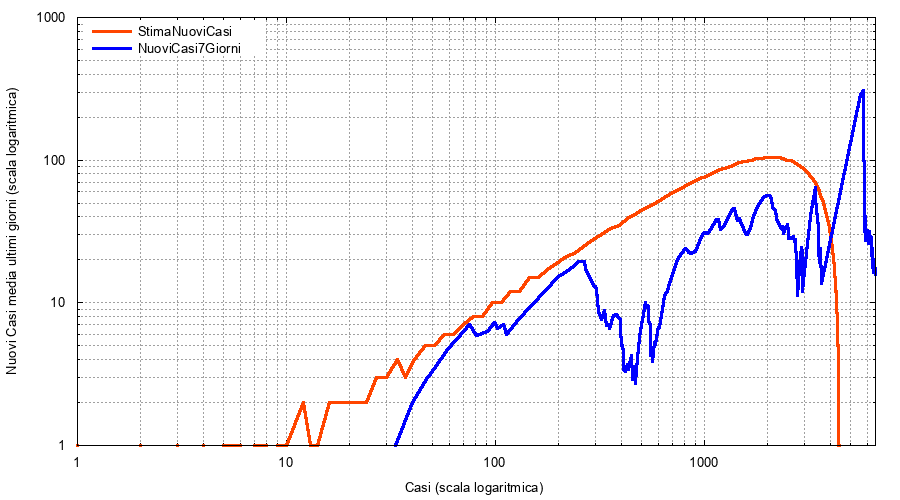 1000
StimaNuoviCasi
NuoviCasi7Giorni
100
10
1
Nuovi Casi media ultimi giorni (scala logaritmica)
1 10 100 1000
Casi (scala logaritmica)